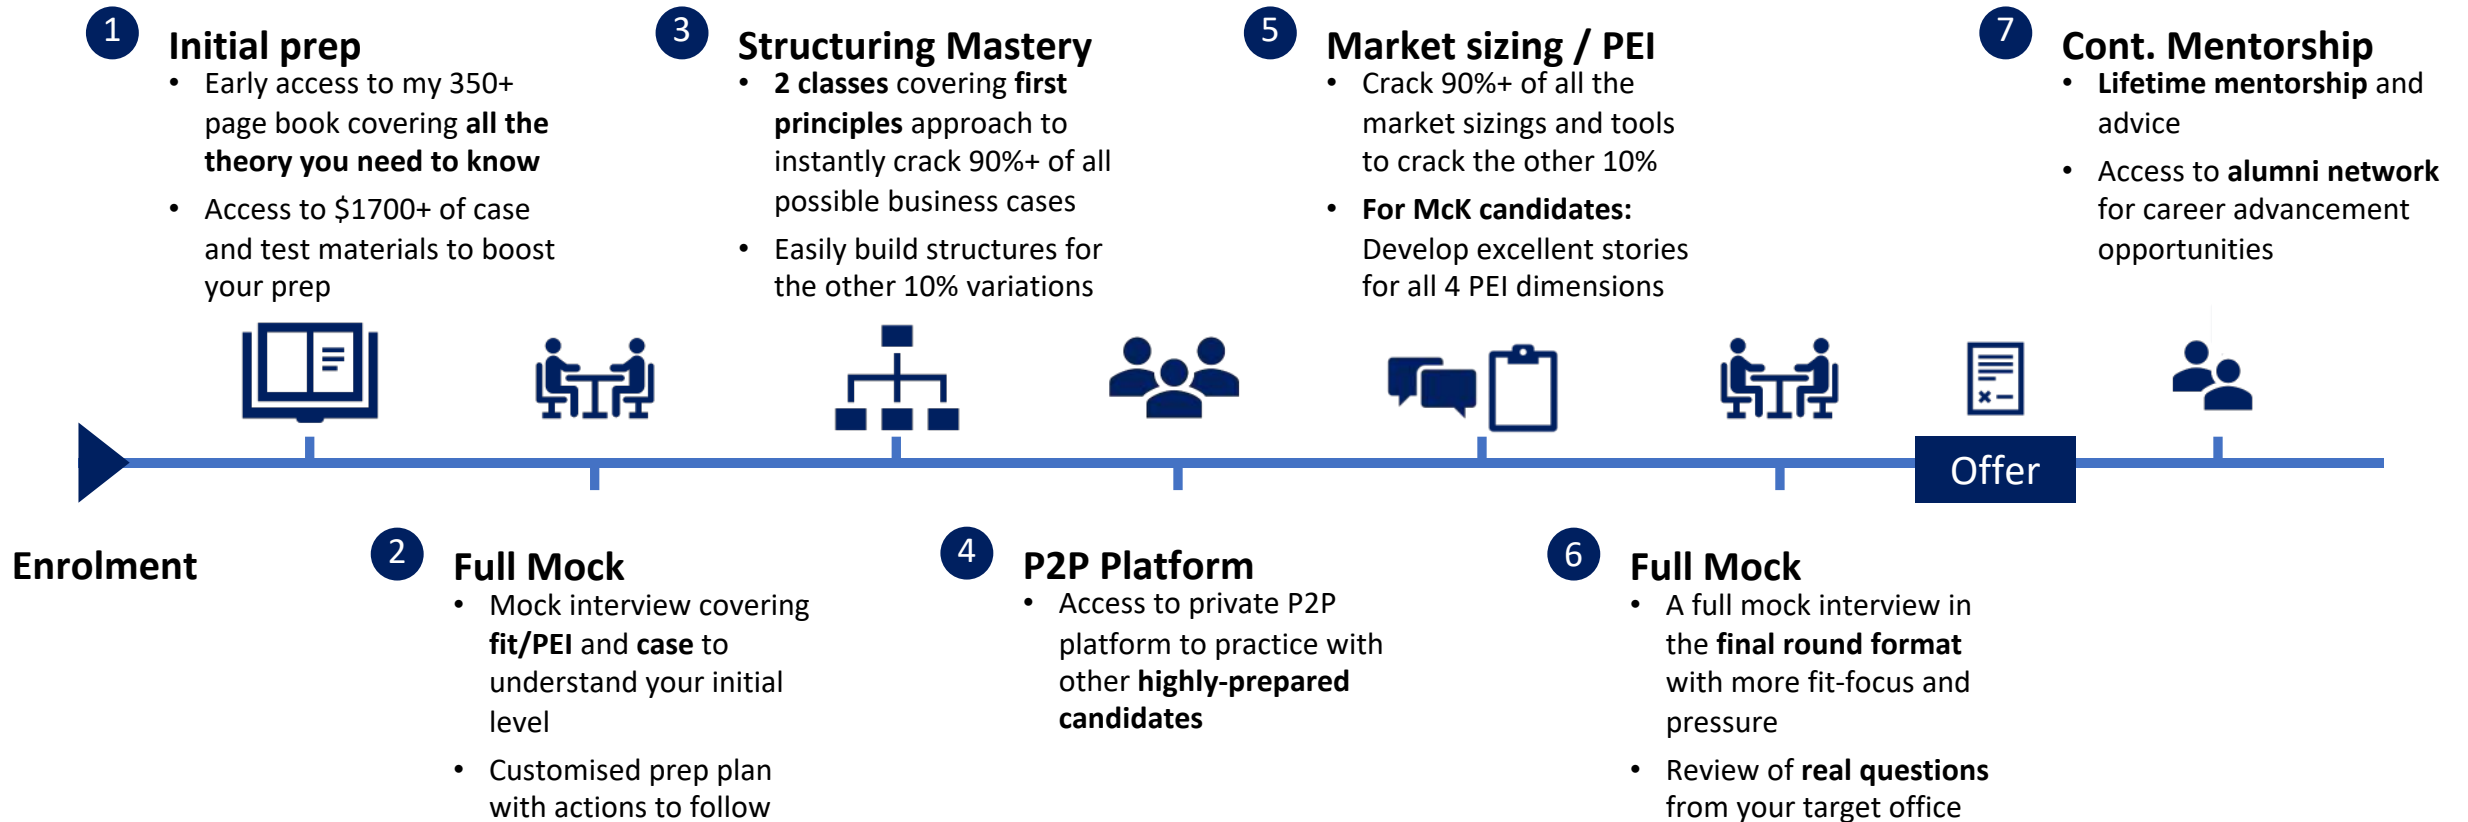 1
Initial prep
• Early access to my 350+
page book covering all the
theory you need to know
• Access to $1700+ of case
and test materials to boost
your prep
3
Structuring Mastery
• 2 classes covering first
principles approach to
instantly crack 90%+ of all
possible business cases
• Easily build structures for
the other 10% variations
5
Market sizing / PEI
• Crack 90%+ of all the
market sizings and tools
to crack the other 10%
• For McK candidates:
Develop excellent stories
for all 4 PEI dimensions
7
Cont. Mentorship
• Lifetime mentorship and
advice
• Access to alumni network
for career advancement
opportunities
Offer
Enrolment
2
Full Mock
• Mock interview covering
fit/PEI and case to
understand your initial
level
• Customised prep plan
with actions to follow
4
P2P Platform
• Access to private P2P
platform to practice with
other highly-prepared
candidates
6
Full Mock
• A full mock interview in
the final round format
with more fit-focus and
pressure
• Review of real questions
from your target office